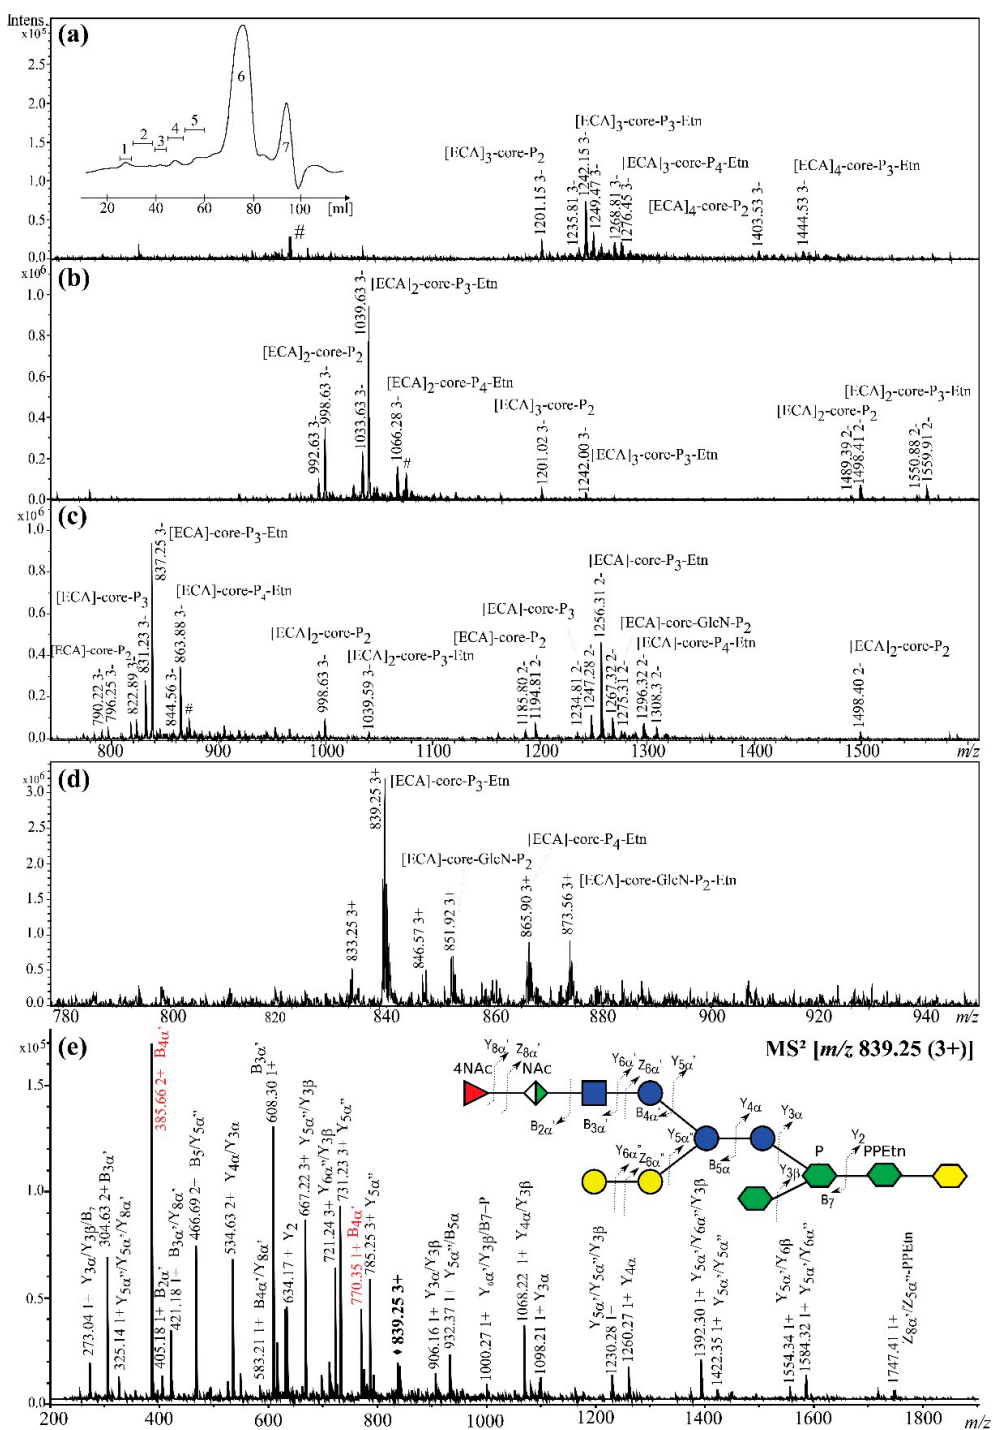 Intens.
x10⁵
(a)
2.5
2.0
1.5
1.0
0.5
0.0
1
2
3
4
5
6
7
20
40
60
80
100
[ml]
#
[ECA]3-core-P2
1201.15 3-
1235.81 3-
[ECA]3-core-P3-Etn
1242.15 3-
1249.47 3-
[ECA]3-core-P4-Etn
1268.81 3-
1276.45 3-
[ECA]4-core-P2
1403.53 3-
[ECA]4-core-P3-Etn
1444.53 3-
x10⁶
(b)
1.0
0.8
0.6
0.4
0.2
0.0
[ECA]2-core-P2
992.63 3-
998.63 3-
1033.63 3-
1039.63 3-
[ECA]2-core-P3-Etn
[ECA]2-core-P4-Etn
1066.28 3-
#
[ECA]3-core-P2
1201.02 3-
1242.00 3-
[ECA]3-core-P3-Etn
[ECA]2-core-P2
1489.39 2-
1498.41 2-
[ECA]2-core-P3-Etn
1550.88 2-
1559.91 2-
x10⁶
(c)
1.0
0.8
0.6
0.4
0.2
0.0
[ECA]-core-P2
790.22 3-
796.25 3-
822.89 3-
[ECA]-core-P3
831.23 3-
837.25 3-
[ECA]-core-P3-Etn
844.56 3-
[ECA]-core-P4-Etn
863.88 3-
#
[ECA]2-core-P2
998.63 3-
[ECA]2-core-P3-Etn
1039.59 3-
[ECA]-core-P2
1185.80 2-
1194.81 2-
[ECA]-core-P3
1234.81 2-
1247.28 2-
[ECA]-core-P3-Etn
1256.31 2-
[ECA]-core-GlcN-P2
1267.32 2-
1275.31 2-
[ECA]-core-P4-Etn
1296.32 2-
1308.3 2-
[ECA]2-core-P2
1498.40 2-
800
900
1000
1100
1200
1300
1400
1500
m/z
x10⁶
(d)
3.0
2.5
2.0
1.5
1.0
0.5
0.0
833.25 3+
839.25 3+
[ECA]-core-P3-Etn
846.57 3+
[ECA]-core-GlcN-P2
851.92 3+
[ECA]-core-P4-Etn
865.90 3+
873.56 3+
[ECA]-core-GlcN-P2-Etn
780
800
820
840
860
880
900
920
940
m/z
x10⁵
(e)
MS² [m/z 839.25 (3+)]
1.5
1.0
0.5
0.0
273.04 1+ Y3α/Y3β/B7
304.63 2+B3α'
325.14 1+Y5α''/Y5α'/Y8α'
385.66 2+ B4α'
405.18 1+ B2α'
421.18 1+ B3α'/Y8α'
466.69 2+ B5/Y5α''
534.63 2+ Y4α/Y3α
583.21 1+ B4α'/Y8α'
608.30 1+
B3α'
634.17 1+ Y2
667.22 3+ Y5α''/Y3β
721.24 3+ Y6α''/Y3β
731.23 3+ Y5α''
770.35 1+ B4α'
785.25 3+ Y5α''
♦ 839.25 3+
906.16 1+ Y3α/Y3β
932.37 1+ Y5α''/B5α
1000.27 1+ Y6α'/Y3β/B7–P
1068.22 1+ Y4α/Y3β
1098.21 1+ Y3α
Y5α'/Y5α''/Y3β
1230.28 1+
1260.27 1+ Y4α
1392.30 1+ Y5α'/Y6α''/Y3β
1422.35 1+ Y5α'/Y5α''
1554.34 1+ Y5α'/Y6β
1584.32 1+ Y5α'/Y6α''
1747.41 1+
Z8α'/Z5α''-PPEtn
4NAc
Y8α'
Z8α'
NAc
B2α'
B3α'
Y6α'
Z6α'
B4α'
Y5α'
Y6α''
Z6α''
Y5α''
B5α
Y4α
Y3α
Y3β
P
B7
Y2
PPEtn
200
400
600
800
1000
1200
1400
1600
1800
m/z